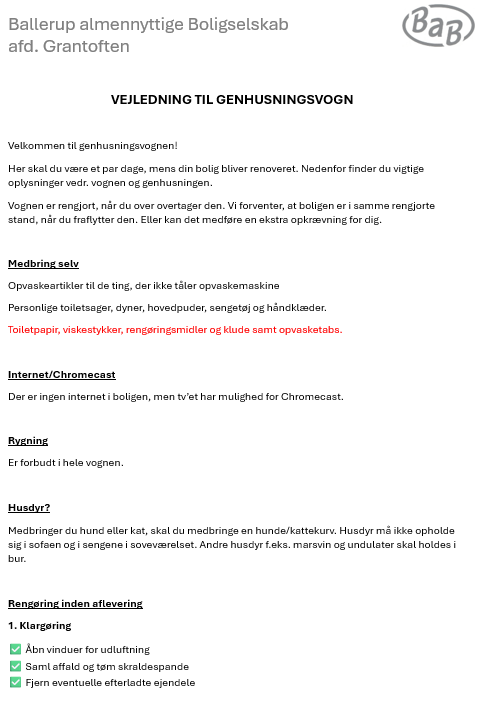 Ballerup almennyttige Boligselskab
afd. Grantoften
BaB
VEJLEDNING TIL GENHUSNINGSVOGN
Velkommen til genhusningsvognen!
Her skal du være et par dage, mens din bolig bliver renoveret. Nedenfor finder du vigtige
oplysninger vedr. vognen og genhusningen.
Vognen er rengjort, når du over overtager den. Vi forventer, at boligen er i samme rengjorte
stand, når du fraflytter den. Eller kan det medføre en ekstra opkrævning for dig.
Medbring selv
Opvaskeartikler til de ting, der ikke tåler opvaskemaskine
Personlige toiletsager, dyner, hovedpuder, sengetøj og håndklæder.
Toiletpapir, viskestykker, rengøringsmidler og klude samt opvasketabs.
Internet/Chromecast
Der er ingen internet i boligen, men tv’et har mulighed for Chromecast.
Rygning
Er forbudt i hele vognen.
Husdyr?
Medbringer du hund eller kat, skal du medbringe en hunde/kattekurv. Husdyr må ikke opholde
sig i sofaen og i sengene i soveværelset. Andre husdyr f.eks. marsvin og undulater skal holdes i
bur.
Rengøring inden aflevering
1. Klargøring
✅ Åbn vinduer for udluftning
✅ Saml affald og tøm skraldespande
✅ Fjern eventuelle efterladte ejendele